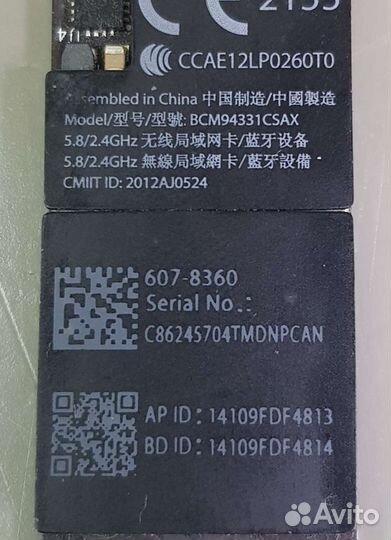 2155
U4
CCAE12LP0260T0
Assembled in China 中国制造/中國製造
Model/型号/型號: BCM94331CSAX
5.8/2.4GHz 无线局域网卡/蓝牙设备
5.8/2.4GHz 無線局域網卡/藍牙設備
CMIIT ID: 2012AJ0524
607-8360
Serial No.:
C86245704TMDNPCAN
AP ID: 14109FDF4813
BD ID: 14109FDF4814
Avito